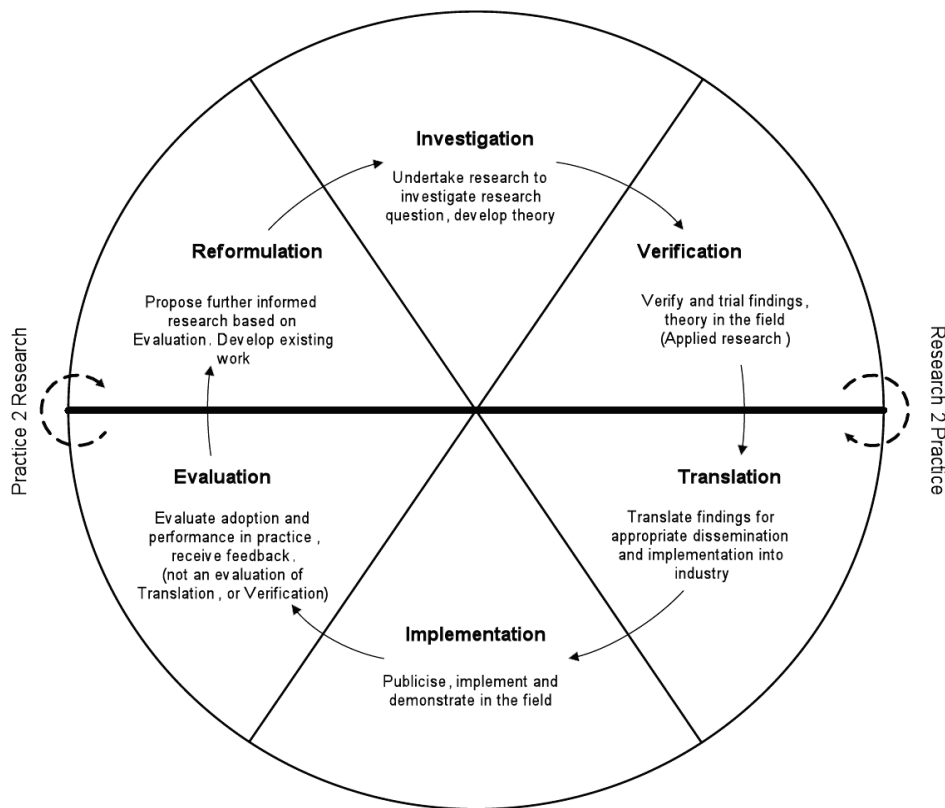 Investigation
Undertake research to
investigate research
question, develop theory
Verification
Verify and trial findings,
theory in the field
(Applied research)
Research 2 Practice
Translation
Translate findings for
appropriate dissemination
and implementation into
industry
Implementation
Publicise, implement and
demonstrate in the field
Evaluation
Evaluate adoption and
performance in practice,
receive feedback.
(not an evaluation of
Translation, or Verification)
Practice 2 Research
Reformulation
Propose further informed
research based on
Evaluation. Develop existing
work